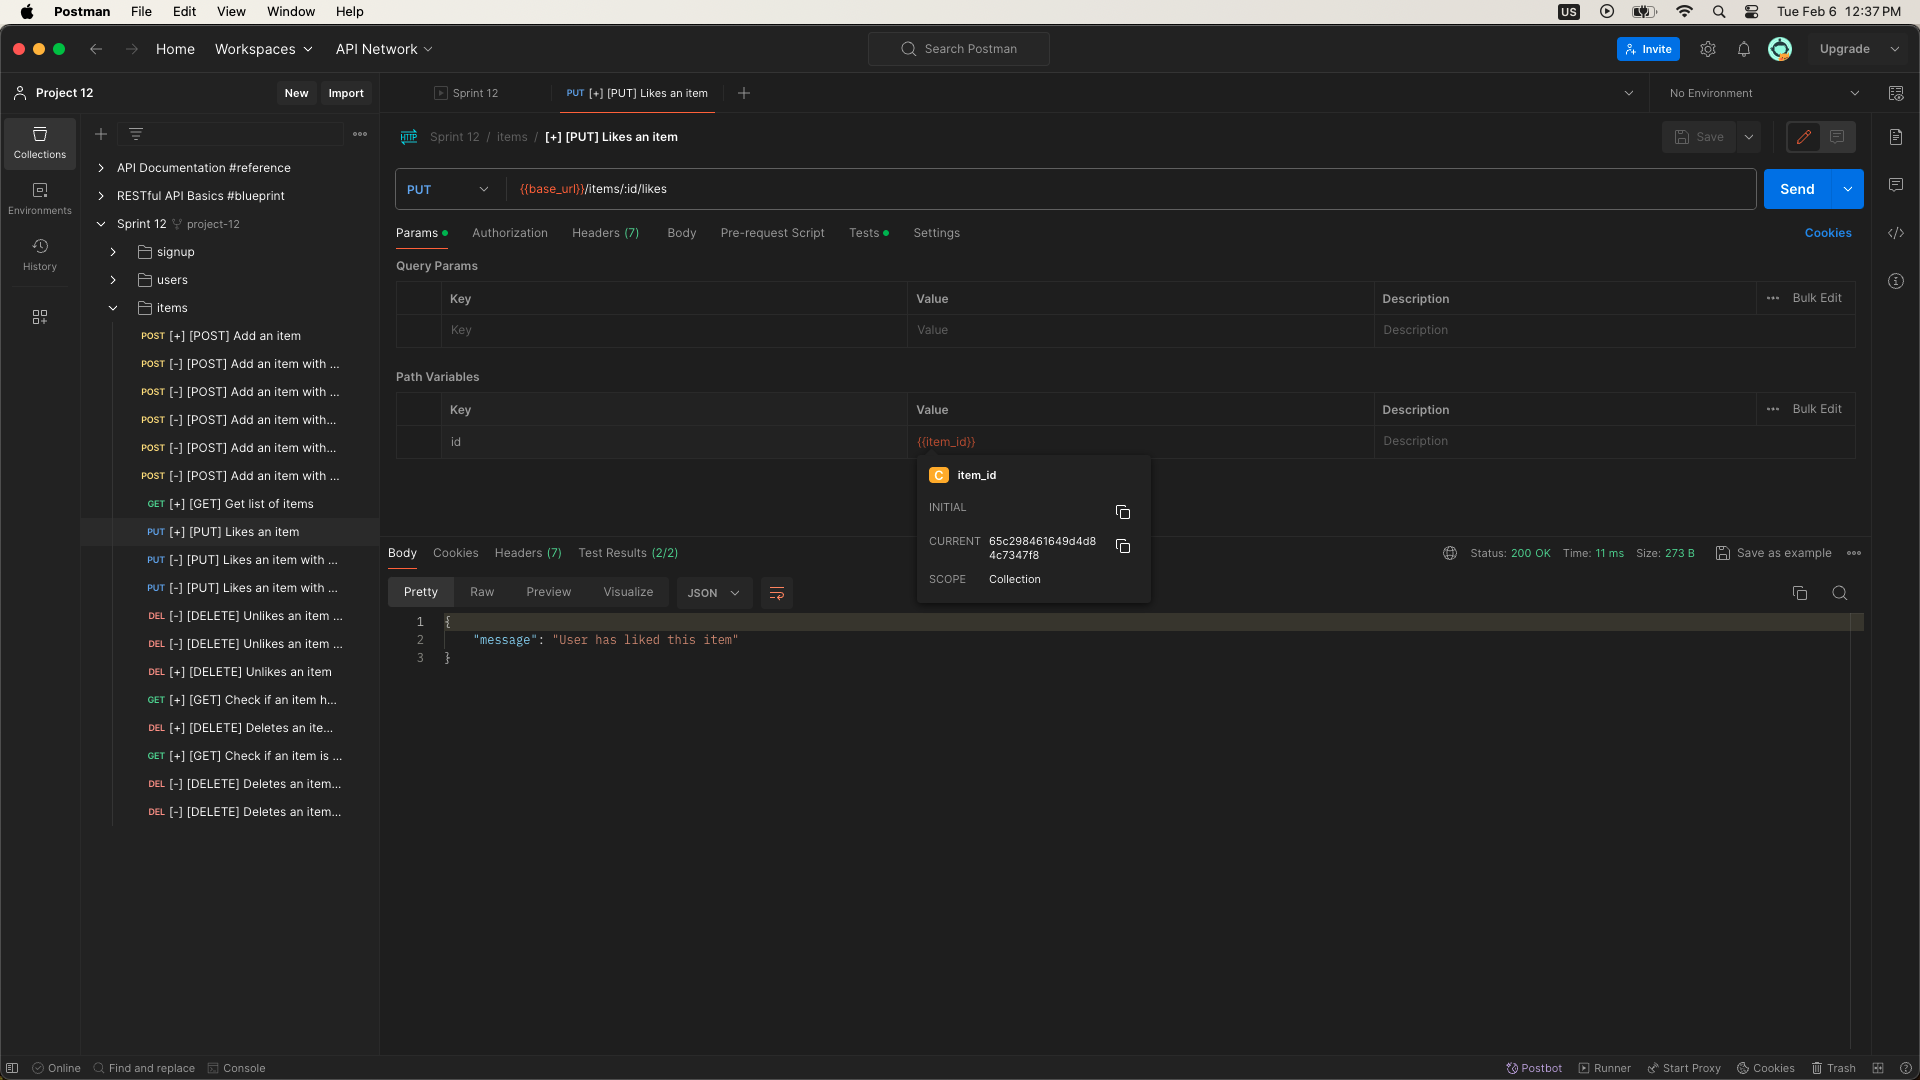 Postman File Edit View Window Help
US Tue Feb 6 12:37 PM
Home Workspaces API Network
Search Postman
Invite Upgrade
Project 12 New Import
Sprint 12 PUT [+] [PUT] Likes an item
No Environment
Collections
Environments
History
API Documentation #reference
RESTful API Basics #blueprint
Sprint 12 project-12
signup
users
items
POST [+] [POST] Add an item
POST [-] [POST] Add an item with ...
POST [-] [POST] Add an item with ...
POST [-] [POST] Add an item with...
POST [-] [POST] Add an item with...
POST [-] [POST] Add an item with ...
GET [+] [GET] Get list of items
PUT [+] [PUT] Likes an item
PUT [-] [PUT] Likes an item with ...
PUT [-] [PUT] Likes an item with ...
DEL [-] [DELETE] Unlikes an item ...
DEL [-] [DELETE] Unlikes an item ...
DEL [+] [DELETE] Unlikes an item
GET [+] [GET] Check if an item h...
DEL [+] [DELETE] Deletes an ite...
GET [+] [GET] Check if an item is ...
DEL [-] [DELETE] Deletes an item...
DEL [-] [DELETE] Deletes an item...
HTTP Sprint 12 / items / [+] [PUT] Likes an item
Save
PUT {{base_url}}/items/:id/likes
Send
Params Authorization Headers (7) Body Pre-request Script Tests Settings
Cookies
Query Params
Key Value Description Bulk Edit
Key Value Description
Path Variables
Key Value Description Bulk Edit
id {{item_id}} Description
C item_id
INITIAL
CURRENT 65c298461649d4d8
4c7347f8
SCOPE Collection
Body Cookies Headers (7) Test Results (2/2)
Status: 200 OK Time: 11 ms Size: 273 B Save as example
Pretty Raw Preview Visualize JSON
1 {
2 "message": "User has liked this item"
3 }
Online Find and replace Console
Postbot Runner Start Proxy Cookies Trash